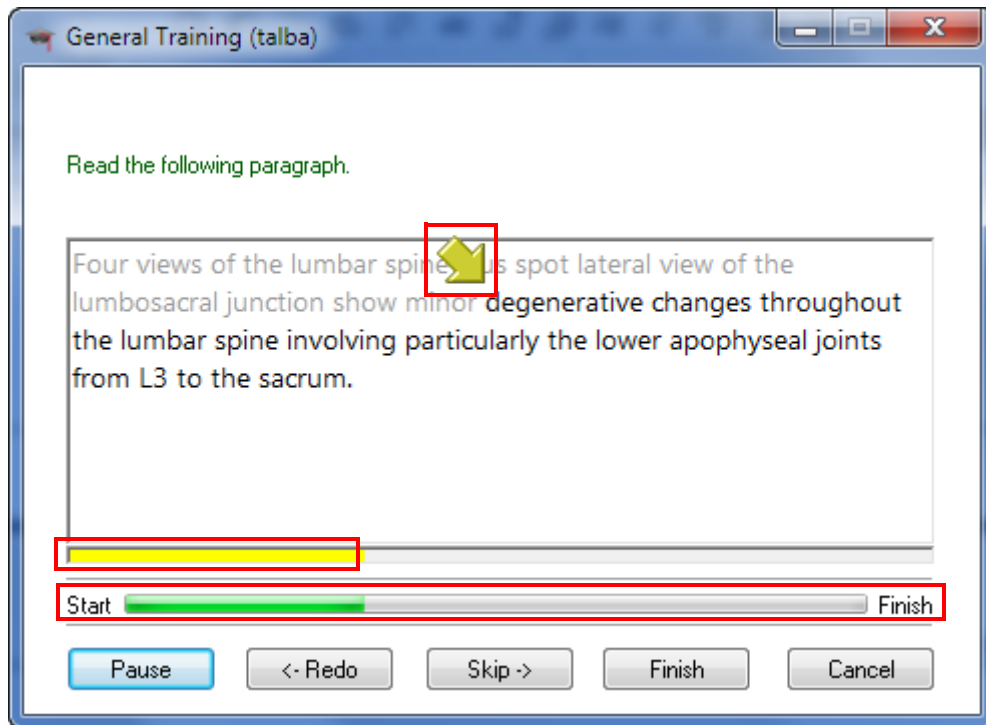 General Training (talba)
Read the following paragraph.
Four views of the lumbar spine us spot lateral view of the
lumbosacral junction show minor degenerative changes throughout
the lumbar spine involving particularly the lower apophyseal joints
from L3 to the sacrum.
Start Finish
Pause <- Redo Skip -> Finish Cancel